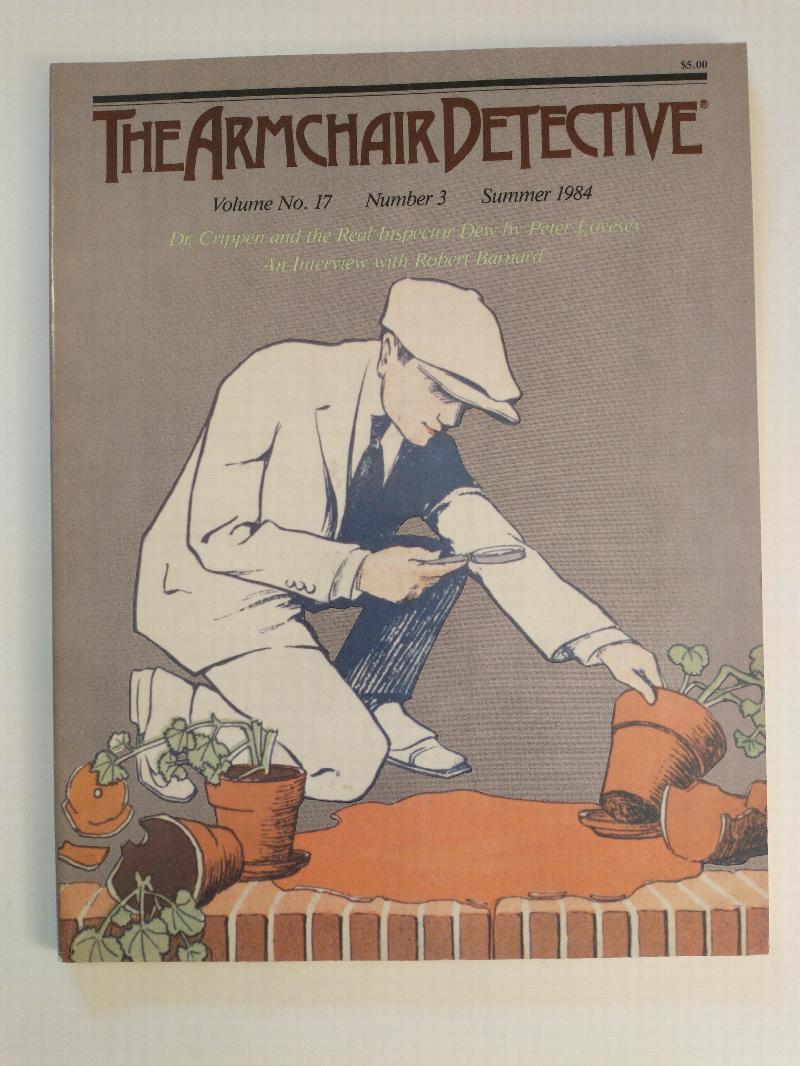 $5.00
THE ARMCHAIR DETECTIVE®
Volume No. 17 Number 3 Summer 1984
Dr. Crippen and the Real Inspector Dew by Peter Lovesey
An Interview with Robert Barnard